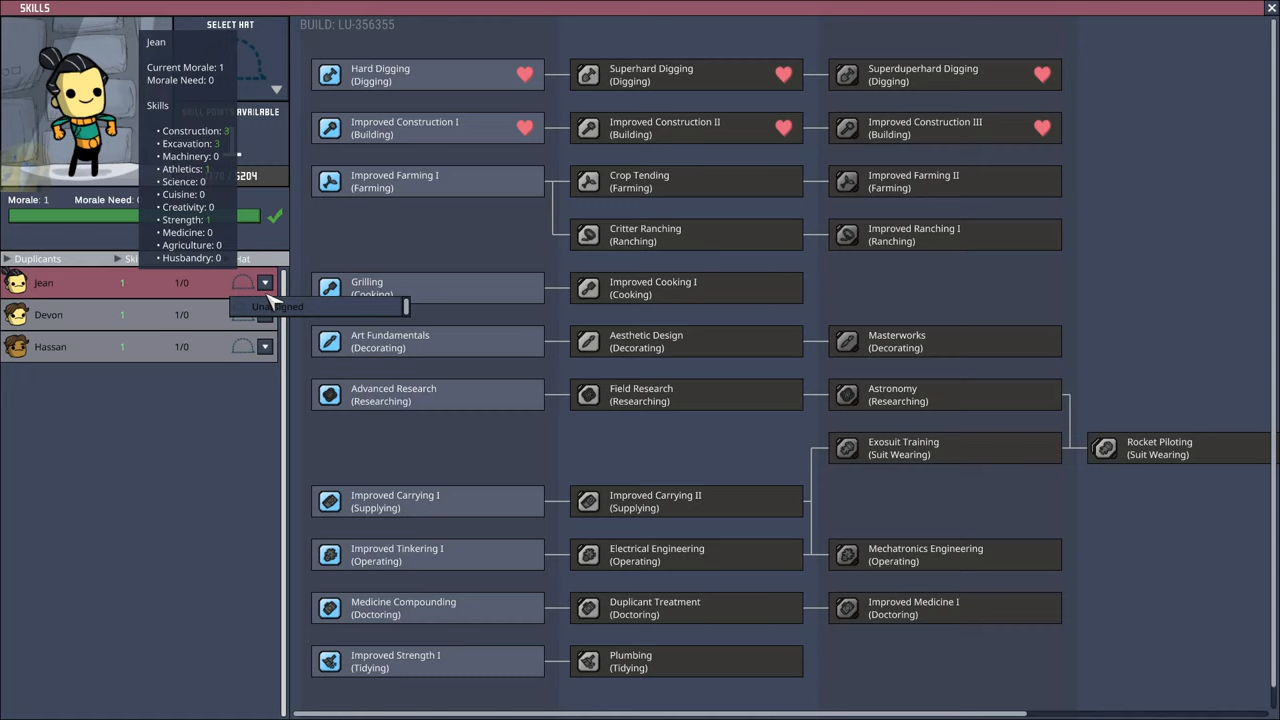 SKILLS
BUILD: LU-356355
SELECT HAT
Jean
Current Morale: 1
Morale Need: 0
Skills
• Construction: 3
• Excavation: 3
• Machinery: 0
• Athletics: 1
• Science: 0
• Cuisine: 0
• Creativity: 0
• Strength: 1
• Medicine: 0
• Agriculture: 0
• Husbandry: 0
AVAILABLE
Morale: 1
Morale Need:
Duplicants
Hat
Jean 1 1/0
Devon 1 1/0
Hassan 1 1/0
Hard Digging
(Digging)
Superhard Digging
(Digging)
Superduperhard Digging
(Digging)
Improved Construction I
(Building)
Improved Construction II
(Building)
Improved Construction III
(Building)
Improved Farming I
(Farming)
Crop Tending
(Farming)
Improved Farming II
(Farming)
Critter Ranching
(Ranching)
Improved Ranching I
(Ranching)
Grilling
(Cooking)
Improved Cooking I
(Cooking)
Art Fundamentals
(Decorating)
Aesthetic Design
(Decorating)
Masterworks
(Decorating)
Advanced Research
(Researching)
Field Research
(Researching)
Astronomy
(Researching)
Exosuit Training
(Suit Wearing)
Rocket Piloting
(Suit Wearing)
Improved Carrying I
(Supplying)
Improved Carrying II
(Supplying)
Improved Tinkering I
(Operating)
Electrical Engineering
(Operating)
Mechatronics Engineering
(Operating)
Medicine Compounding
(Doctoring)
Duplicant Treatment
(Doctoring)
Improved Medicine I
(Doctoring)
Improved Strength I
(Tidying)
Plumbing
(Tidying)